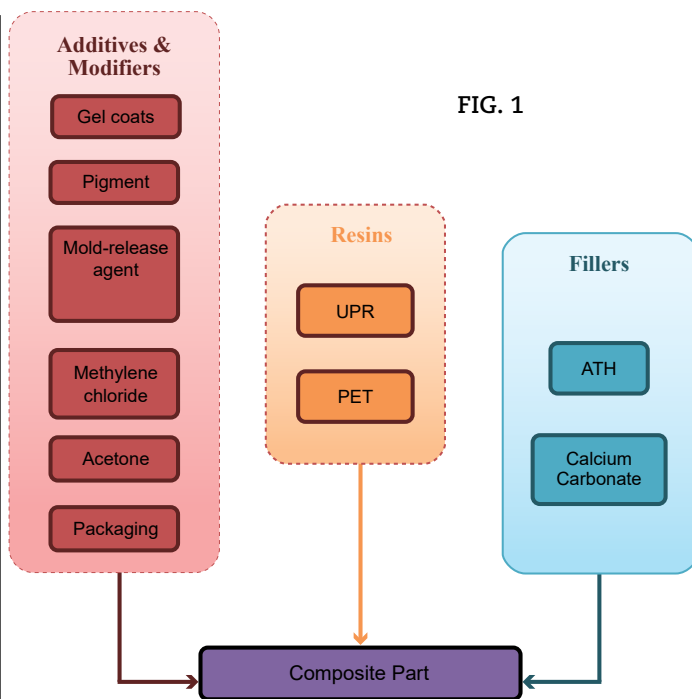 Additives &
Modifiers
Gel coats
Pigment
Mold-release
agent
Methylene
chloride
Acetone
Packaging
FIG. 1
Resins
UPR
PET
Fillers
ATH
Calcium
Carbonate
Composite Part